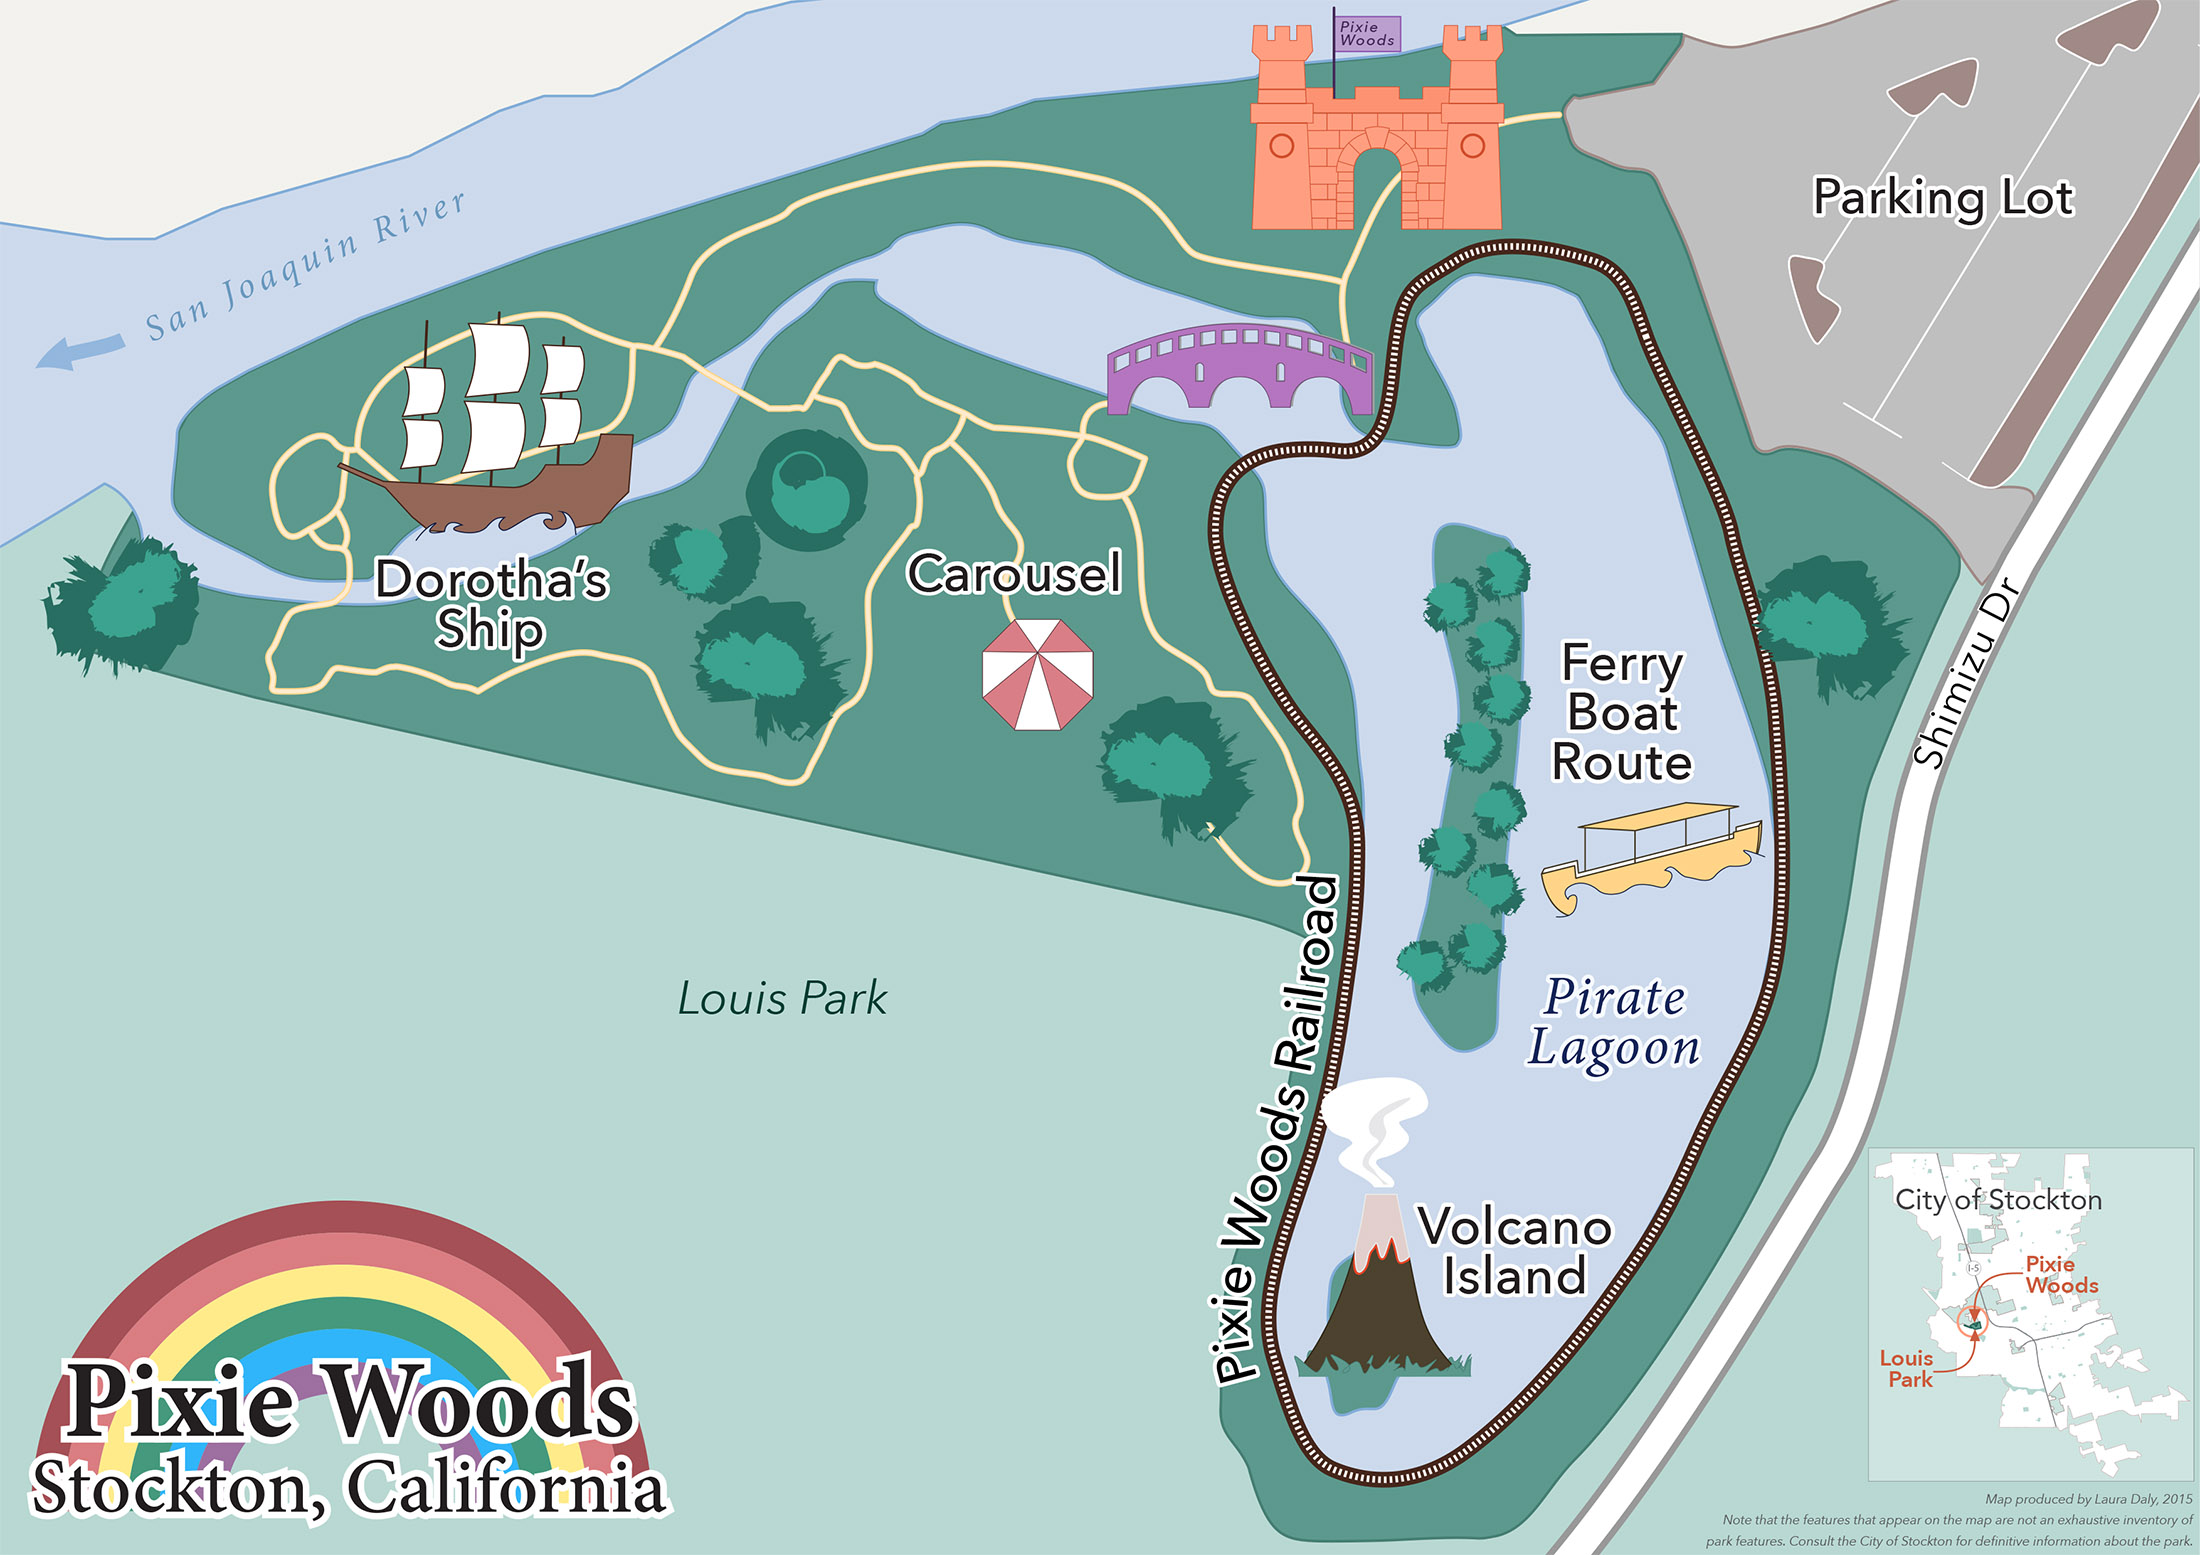 Pixie
Woods
Parking Lot
San Joaquin River
Dorotha's
Ship
Carousel
Shimizu Dr
Ferry
Boat
Route
Louis Park
Pirate
Lagoon
Pixie Woods Railroad
Volcano
Island
City of Stockton
I-5
Pixie
Woods
Louis
Park
Pixie Woods
Stockton, California
Map produced by Laura Daly, 2015
Note that the features that appear on the map are not an exhaustive inventory of
park features. Consult the City of Stockton for definitive information about the park.